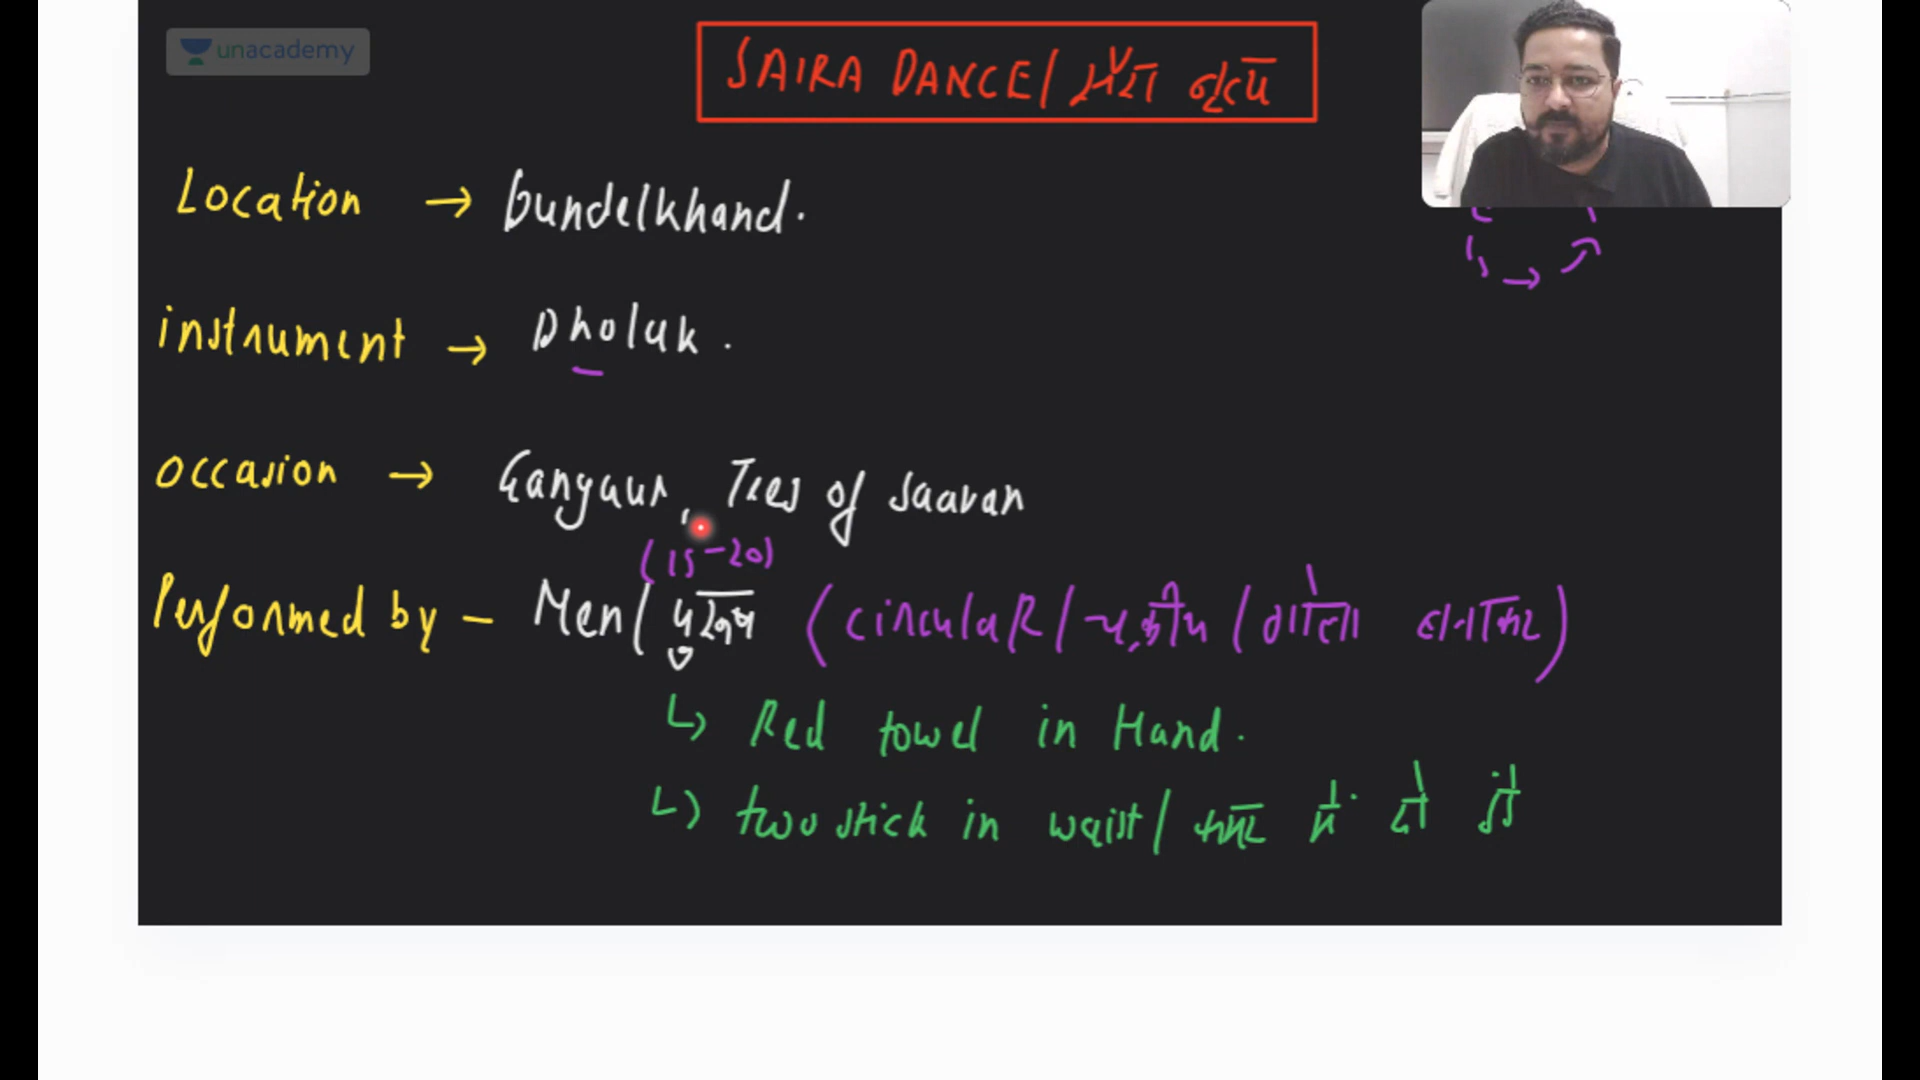 unacademy
SAIRA DANCE/ सैरा नृत्य
Location → bundelkhand.
instrument → Dholak.
occasion → Gangaur, Trees of Saavan
(15-20)
Performed by - Men/ पुरुष (circulaR/
↳ Red towel in Hand.
↳ two stick in waist/ कमर में दो डंडे